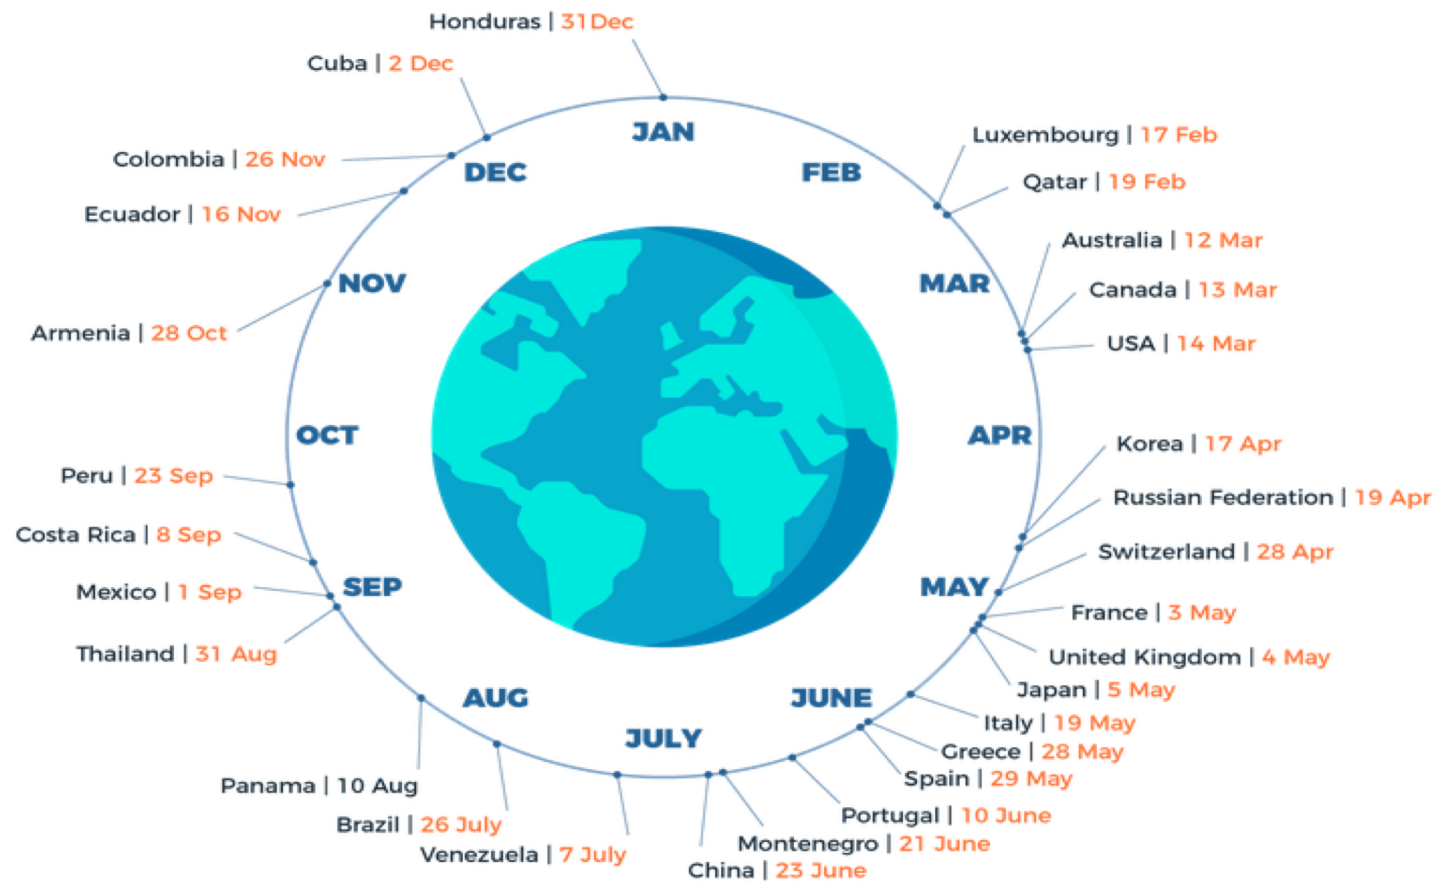 Honduras | 31Dec
Cuba | 2 Dec
JAN
Luxembourg | 17 Feb
Colombia | 26 Nov
DEC
FEB
Qatar | 19 Feb
Ecuador | 16 Nov
Australia | 12 Mar
NOV
MAR
Canada | 13 Mar
Armenia | 28 Oct
USA | 14 Mar
OCT
APR
Korea | 17 Apr
Peru | 23 Sep
Russian Federation | 19 Apr
Costa Rica | 8 Sep
Switzerland | 28 Apr
Mexico | 1 Sep
SEP
MAY
France | 3 May
Thailand | 31 Aug
United Kingdom | 4 May
Japan | 5 May
AUG
JUNE
Italy | 19 May
JULY
Greece | 28 May
Spain | 29 May
Panama | 10 Aug
Portugal | 10 June
Brazil | 26 July
Montenegro | 21 June
Venezuela | 7 July
China | 23 June